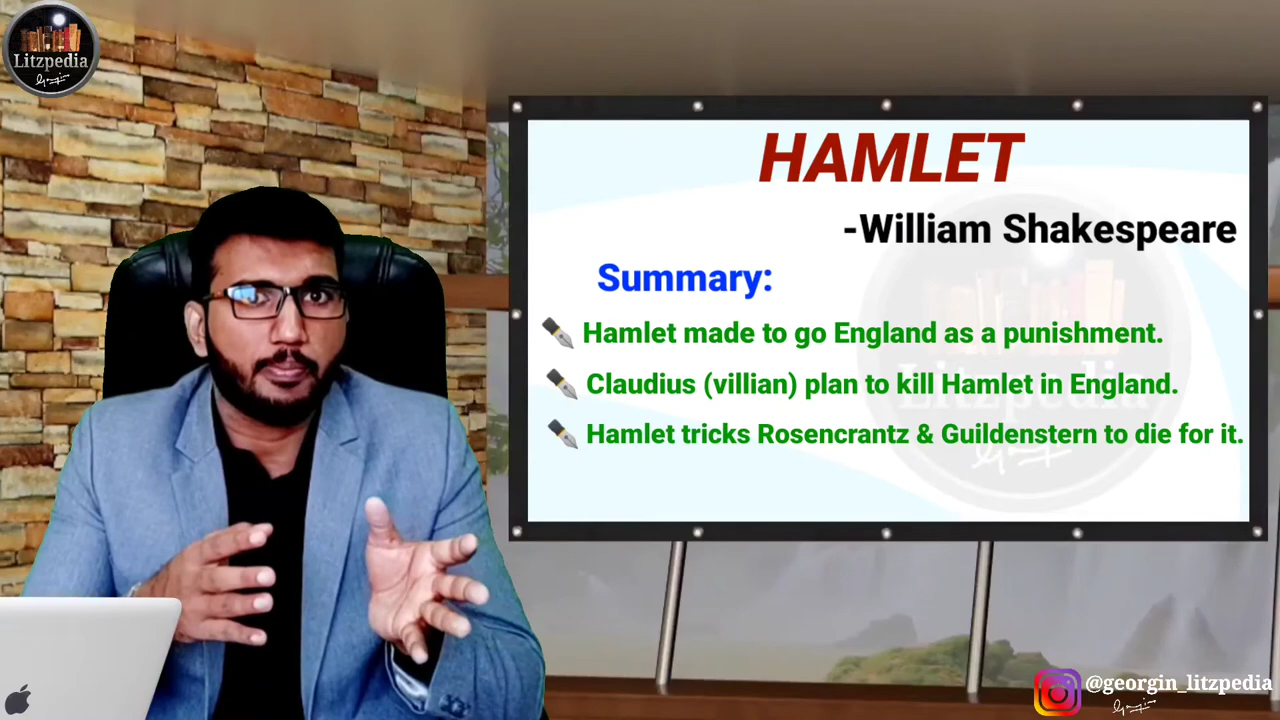 Litzpedia
HAMLET
-William Shakespeare
Summary:
Hamlet made to go England as a punishment.
Claudius (villian) plan to kill Hamlet in England.
Hamlet tricks Rosencrantz & Guildenstern to die for it.
Litzpedia
@georgin_litzpedia